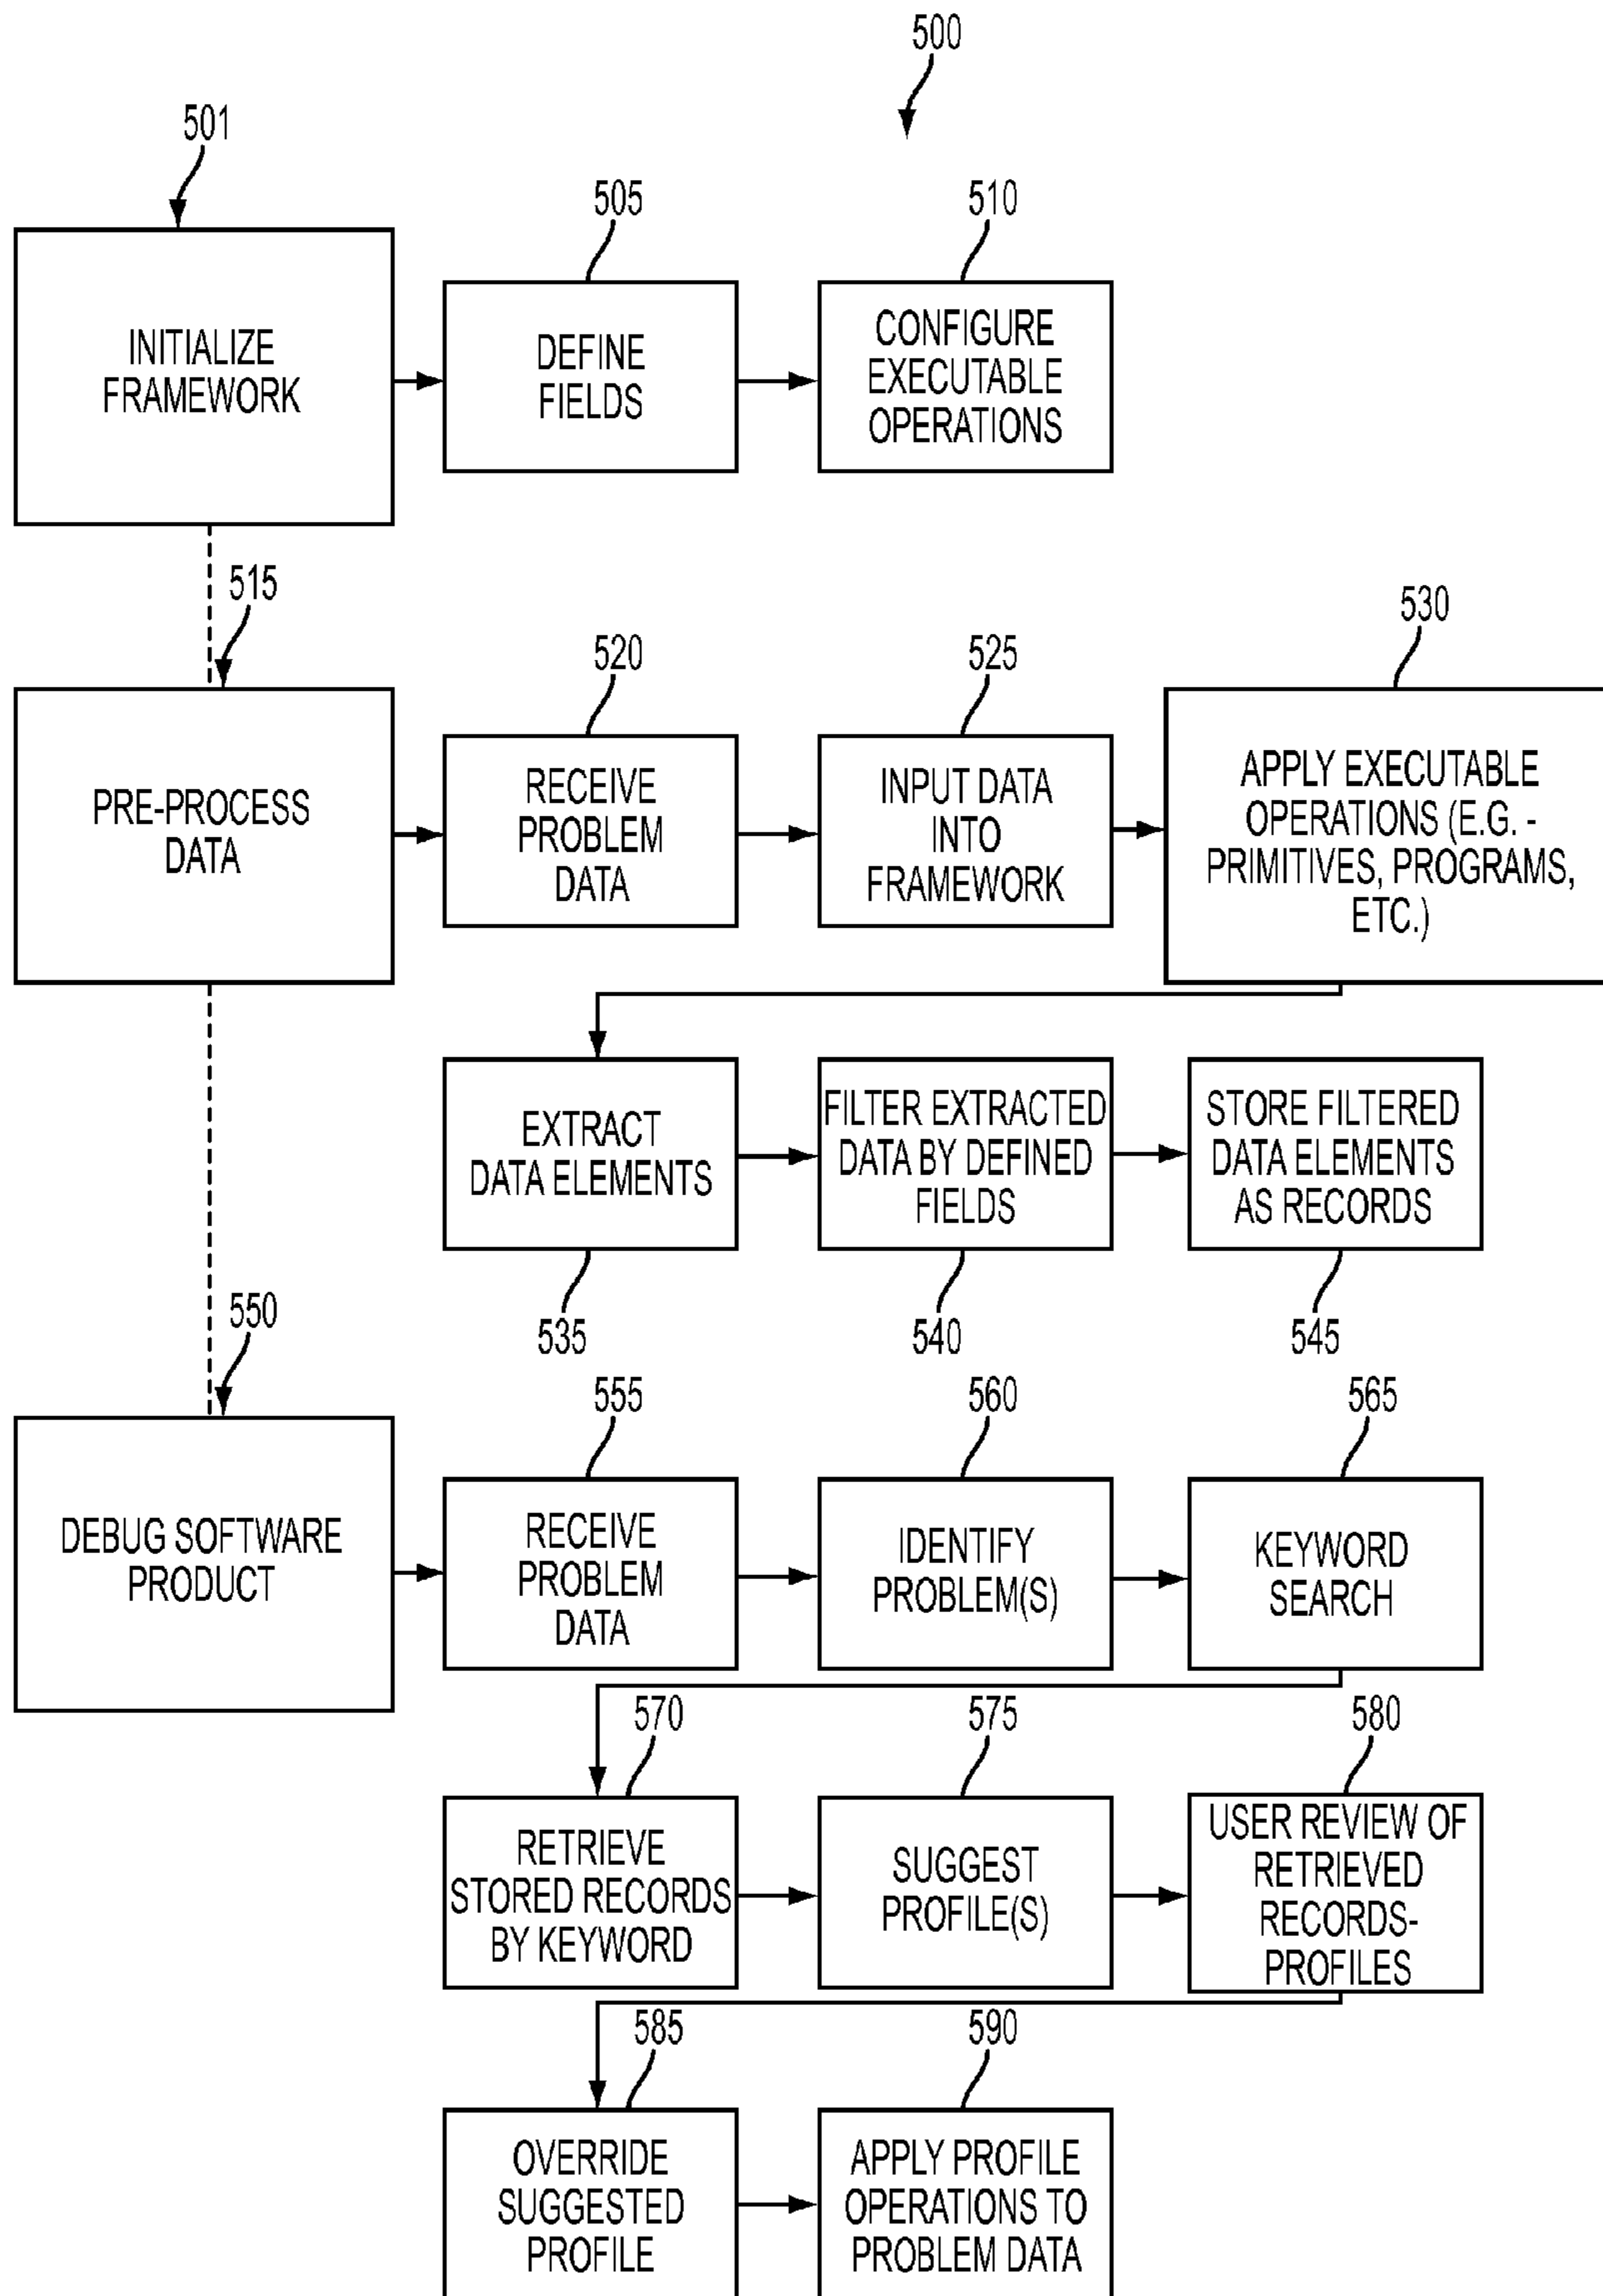 500
501
505
510
INITIALIZE
FRAMEWORK
DEFINE
FIELDS
CONFIGURE
EXECUTABLE
OPERATIONS
515
520
525
530
PRE-PROCESS
DATA
RECEIVE
PROBLEM
DATA
INPUT DATA
INTO
FRAMEWORK
APPLY EXECUTABLE
OPERATIONS (E.G. -
PRIMITIVES, PROGRAMS,
ETC.)
EXTRACT
DATA ELEMENTS
FILTER EXTRACTED
DATA BY DEFINED
FIELDS
STORE FILTERED
DATA ELEMENTS
AS RECORDS
535
540
545
550
555
560
565
DEBUG SOFTWARE
PRODUCT
RECEIVE
PROBLEM
DATA
IDENTIFY
PROBLEM(S)
KEYWORD
SEARCH
570
575
580
RETRIEVE
STORED RECORDS
BY KEYWORD
SUGGEST
PROFILE(S)
USER REVIEW OF
RETRIEVED
RECORDS-
PROFILES
585
590
OVERRIDE
SUGGESTED
PROFILE
APPLY PROFILE
OPERATIONS TO
PROBLEM DATA